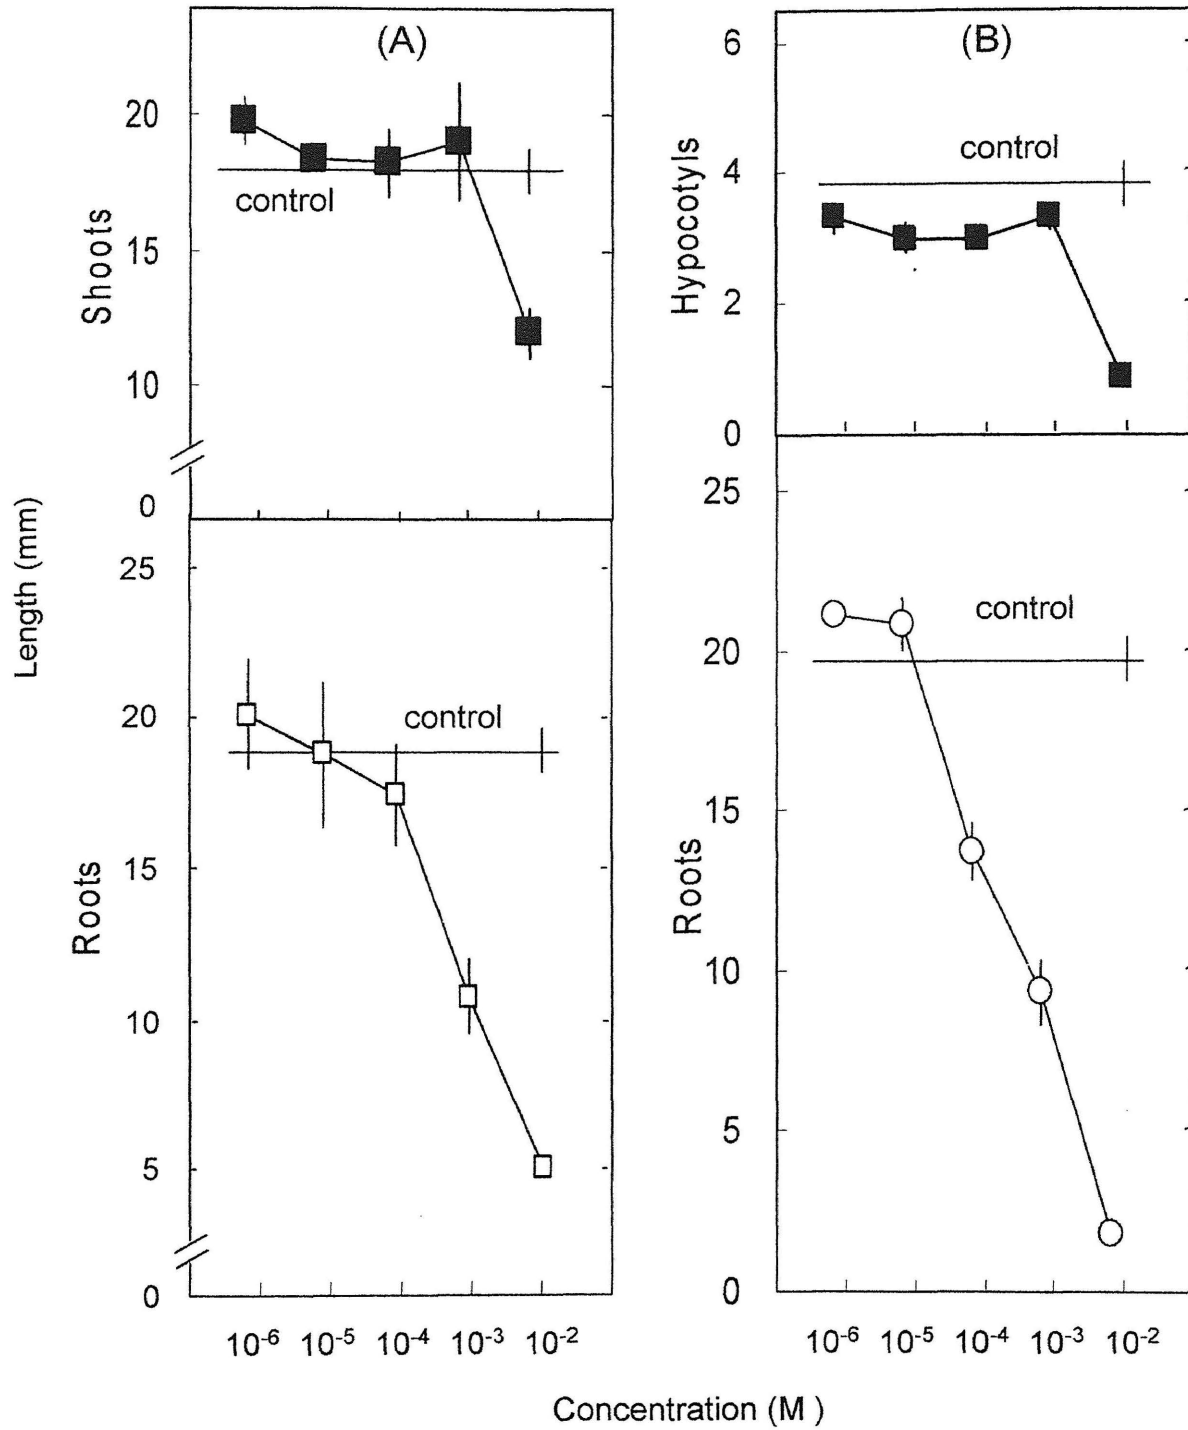 (A)
20
15
10
0
Shoots
control
(B)
6
4
2
0
Hypocotyls
control
Length (mm)
25
20
15
10
5
0
Roots
control
10⁻⁶ 10⁻⁵ 10⁻⁴ 10⁻³ 10⁻²
25
20
15
10
5
0
Roots
control
10⁻⁶ 10⁻⁵ 10⁻⁴ 10⁻³ 10⁻²
Concentration (M )